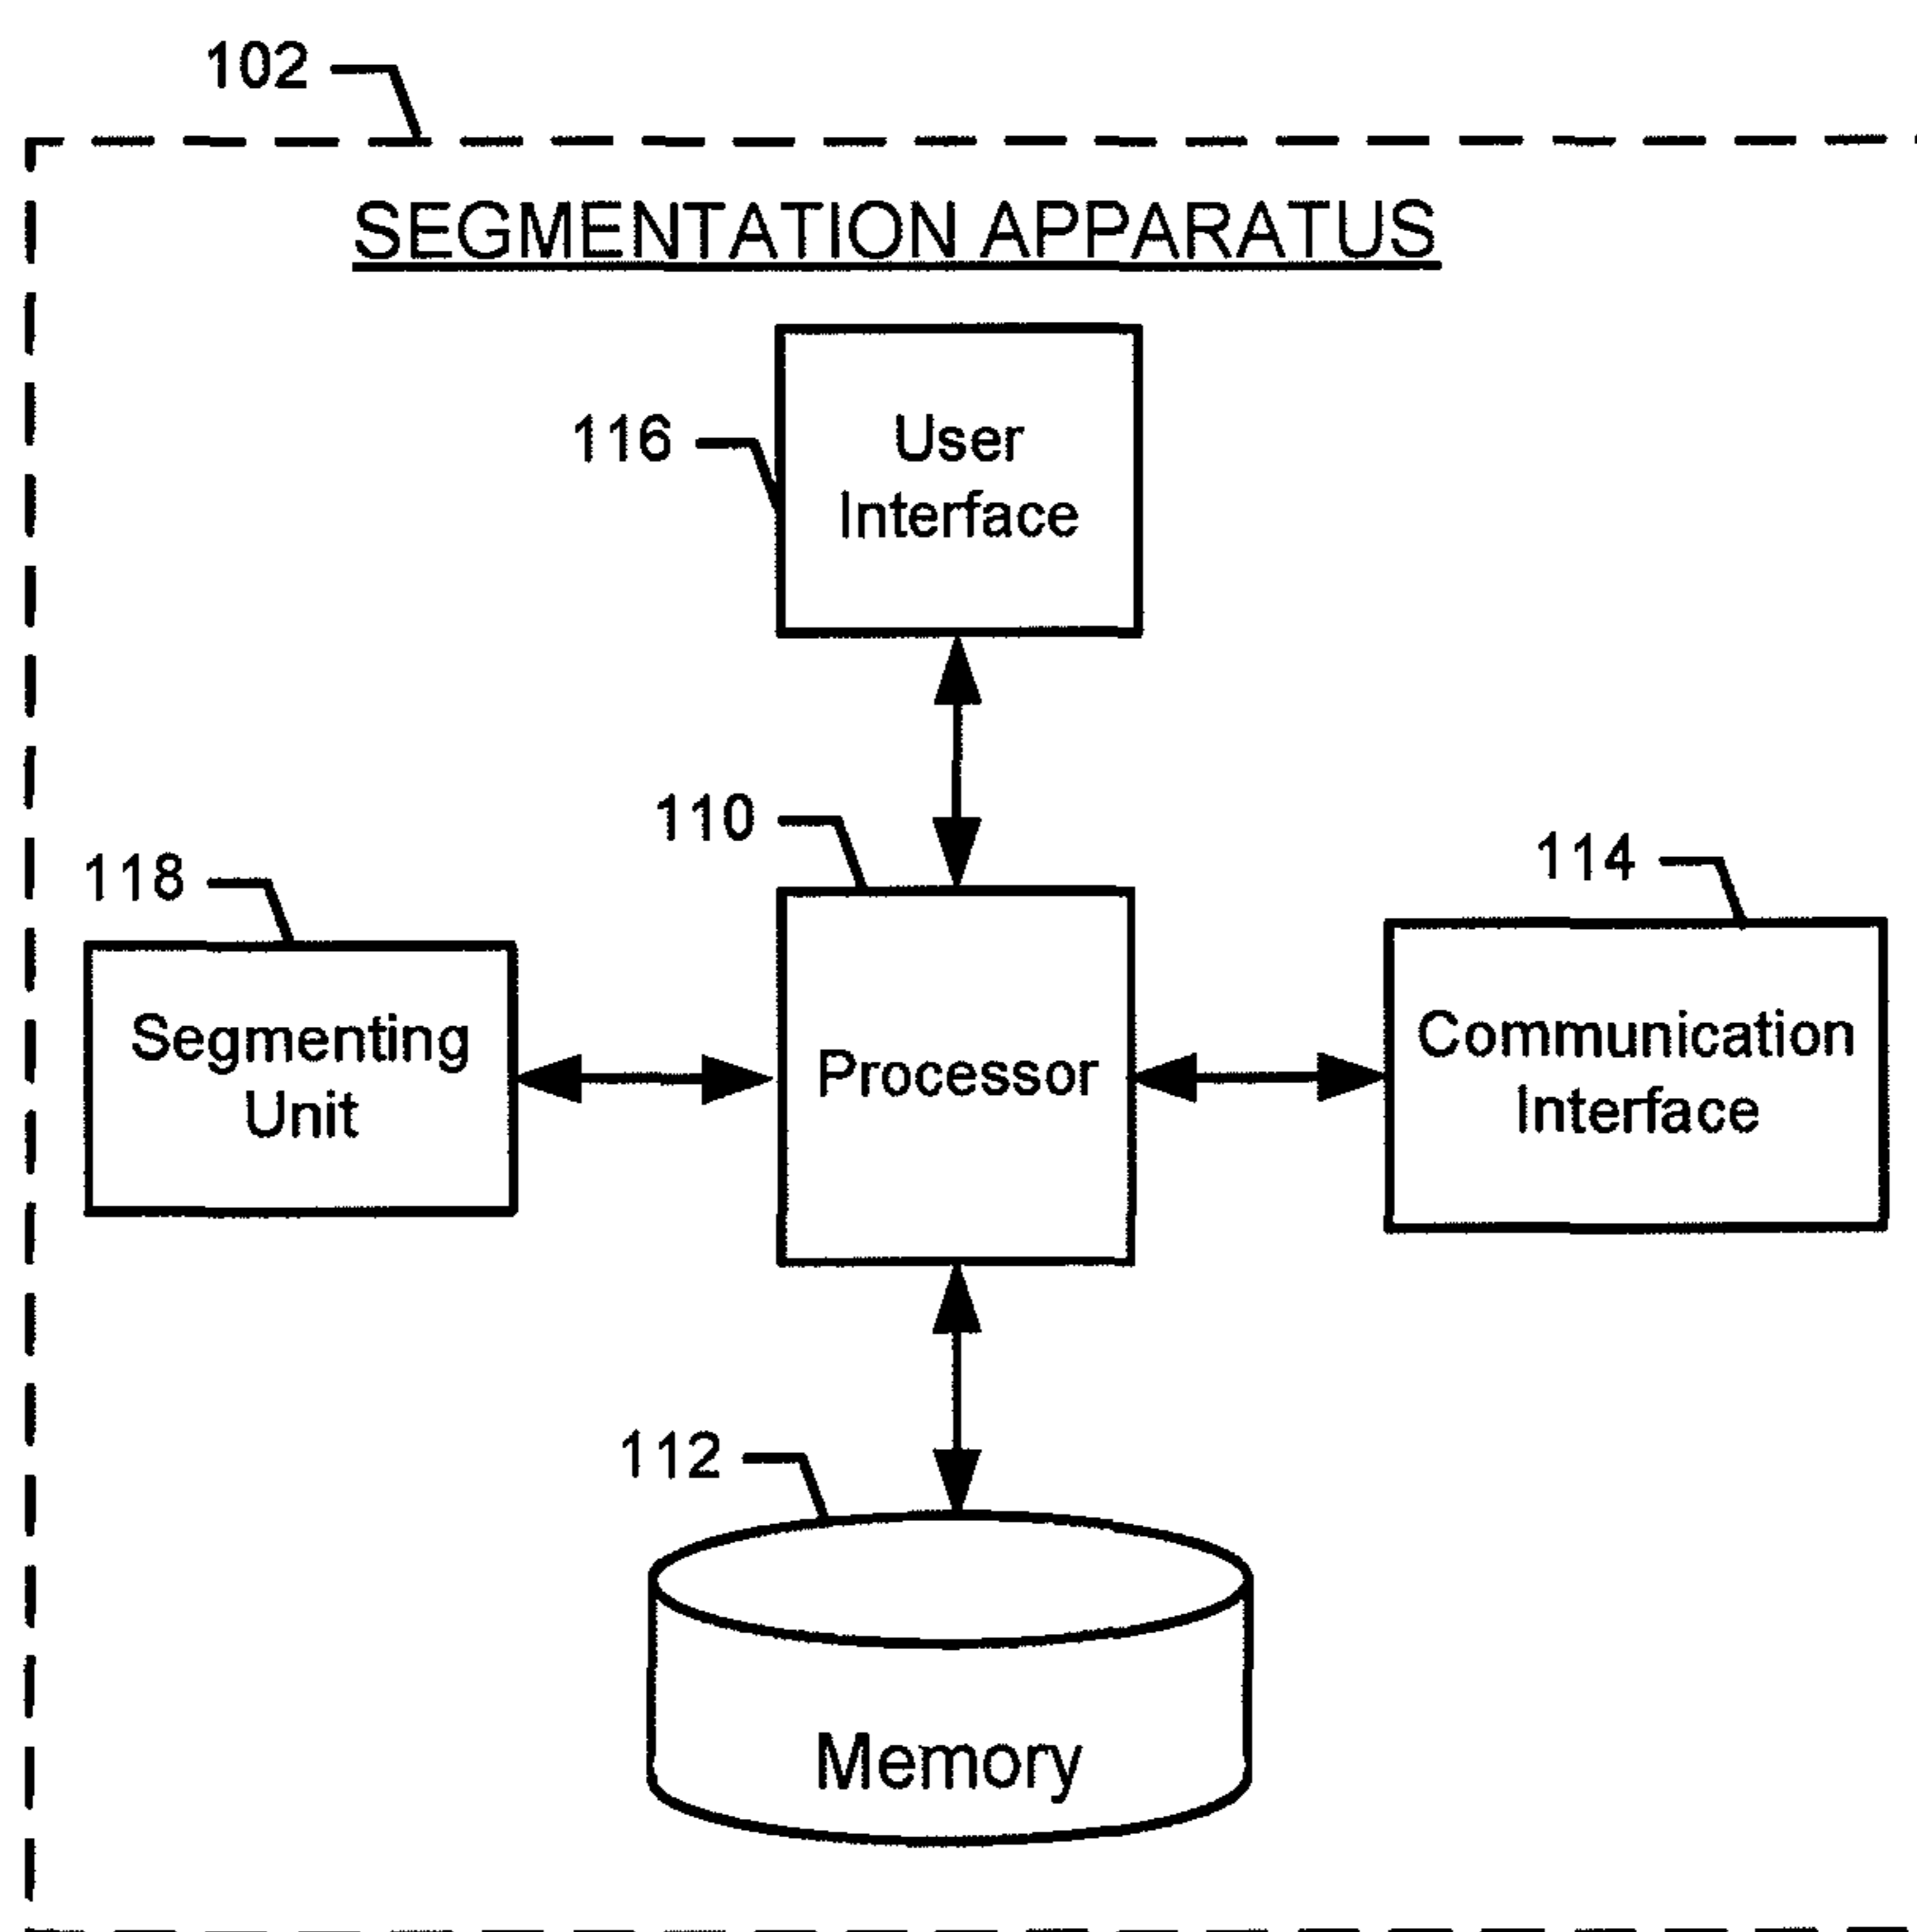 102
SEGMENTATION APPARATUS
116
User
Interface
110
118
114
Segmenting
Unit
Processor
Communication
Interface
112
Memory